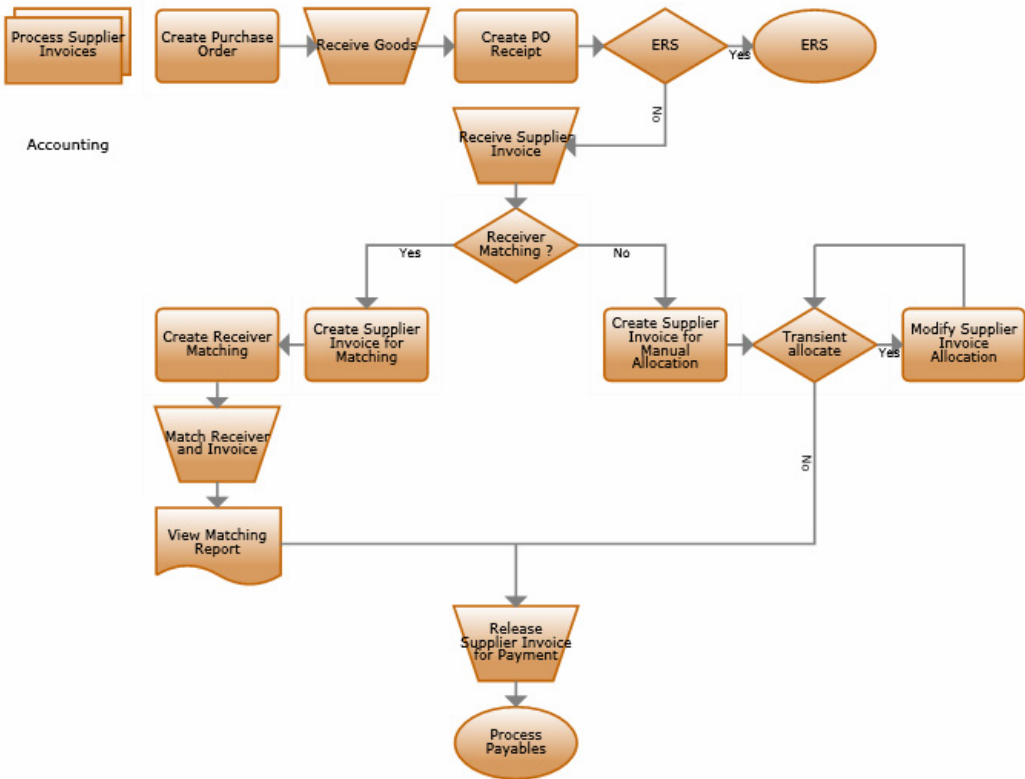 Process Supplier
Invoices
Create Purchase
Order
Receive Goods
Create PO
Receipt
ERS
Yes
ERS
No
Accounting
Receive Supplier
Invoice
Receiver
Matching ?
Yes
No
Create Receiver
Matching
Create Supplier
Invoice for
Matching
Create Supplier
Invoice for
Manual
Allocation
Transient
allocate
Yes
Modify Supplier
Invoice
Allocation
Match Receiver
and Invoice
No
View Matching
Report
Release
Supplier Invoice
for Payment
Process
Payables